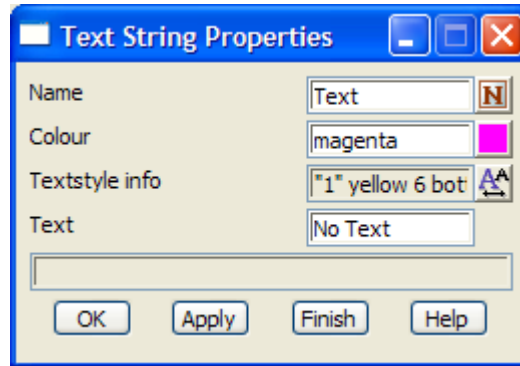 Text String Properties
Name Text N
Colour magenta
Textstyle info "1" yellow 6 bott
Text No Text
OK Apply Finish Help